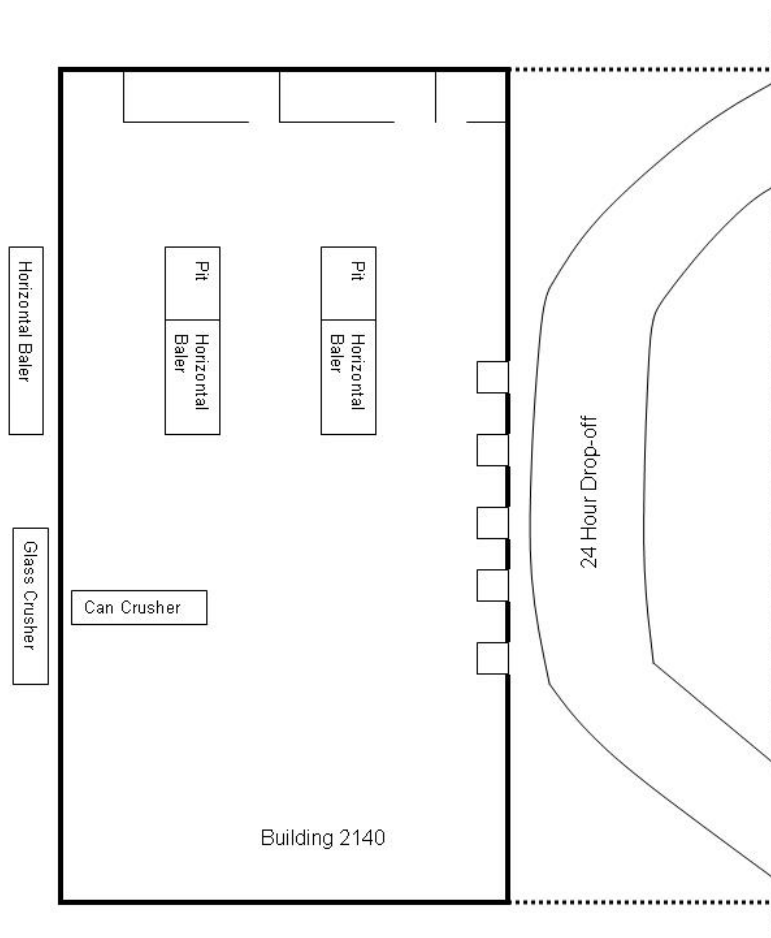 Horizontal Baler
Pit
Horizontal
Baler
Pit
Horizontal
Baler
24 Hour Drop-off
Glass Crusher
Can Crusher
Building 2140